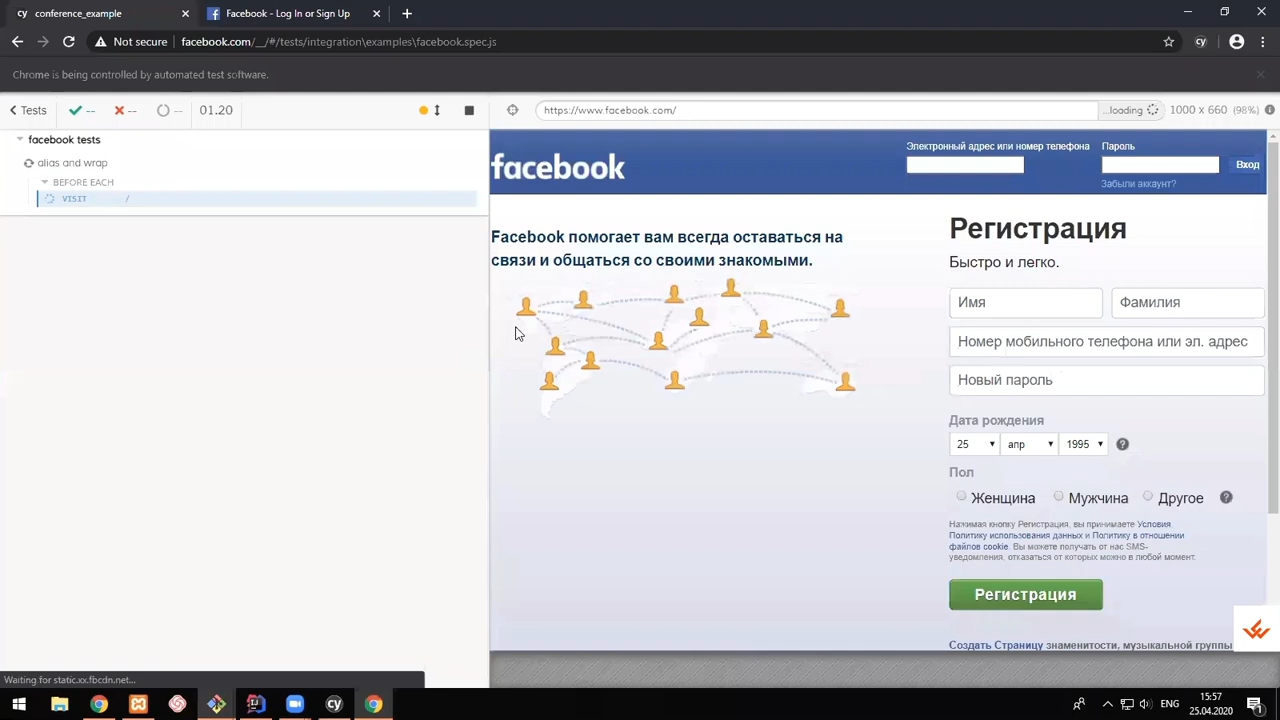 conference_example
Facebook - Log In or Sign Up
Not secure
facebook.com/__/#/tests/integration/examples\facebook.spec.js
Chrome is being controlled by automated test software.
Tests
--
--
--
01.20
https://www.facebook.com/
...loading
1000 x 660 (98%)
facebook tests
alias and wrap
BEFORE EACH
VISIT /
facebook
Электронный адрес или номер телефона
Пароль
Вход
Забыли аккаунт?
Facebook помогает вам всегда оставаться на
связи и общаться со своими знакомыми.
Регистрация
Быстро и легко.
Имя
Фамилия
Номер мобильного телефона или эл. адрес
Новый пароль
Дата рождения
25
апр
1995
Пол
Женщина
Мужчина
Другое
Нажимая кнопку Регистрация, вы принимаете Условия,
Политику использования данных и Политику в отношении
файлов cookie. Вы можете получать от нас SMS-
уведомления, отказаться от которых можно в любой момент.
Регистрация
Создать Страницу знаменитости, музыкальной группы
Waiting for static.xx.fbcdn.net...
ENG
15:57
25.04.2020